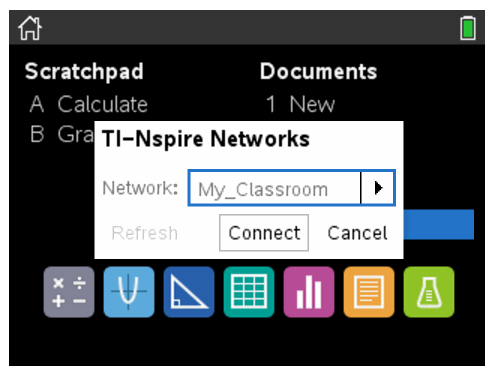 Scratchpad Documents
A Calculate 1 New
B Gra
TI-Nspire Networks
Network: My_Classroom
Refresh Connect Cancel